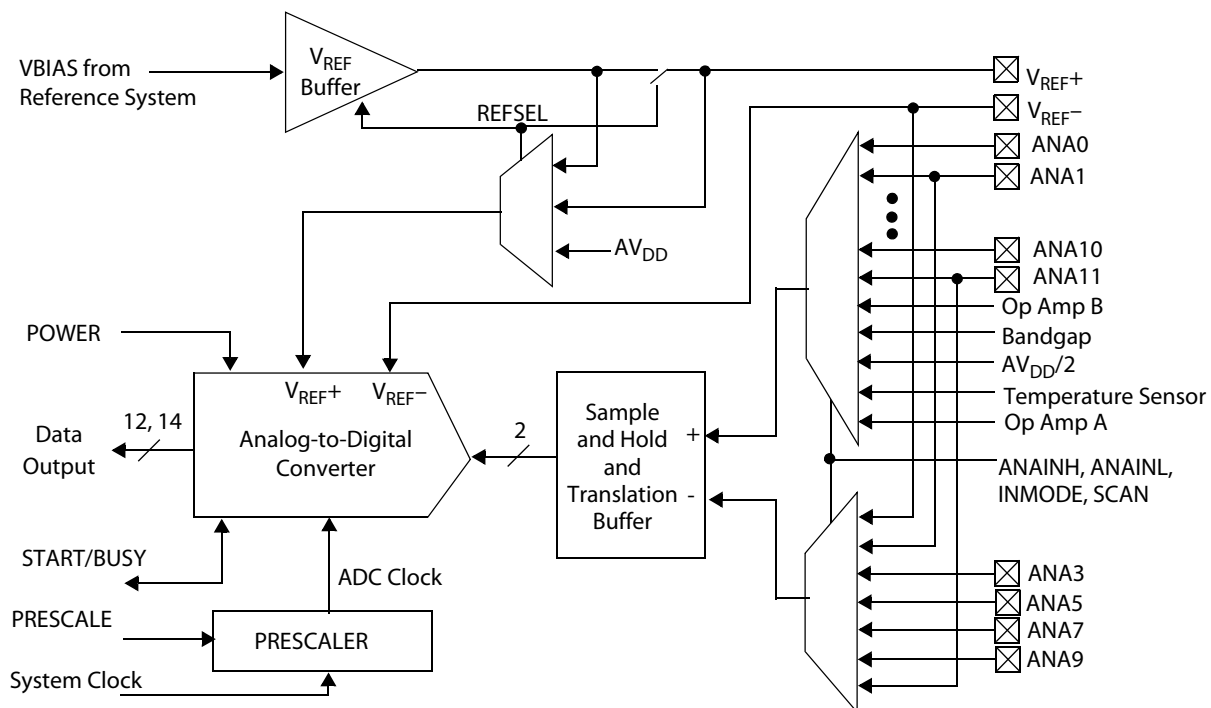 VBIAS from
Reference System
VREF
Buffer
REFSEL
VREF+
VREF−
ANA0
ANA1
ANA10
ANA11
Op Amp B
Bandgap
AVDD/2
Temperature Sensor
Op Amp A
AVDD
ANAINH, ANAINL,
INMODE, SCAN
ANA3
ANA5
ANA7
ANA9
POWER
VREF+ VREF−
Analog-to-Digital
Converter
12, 14
Data
Output
2
Sample
and Hold
and
Translation
Buffer
+
-
START/BUSY
ADC Clock
PRESCALE
PRESCALER
System Clock